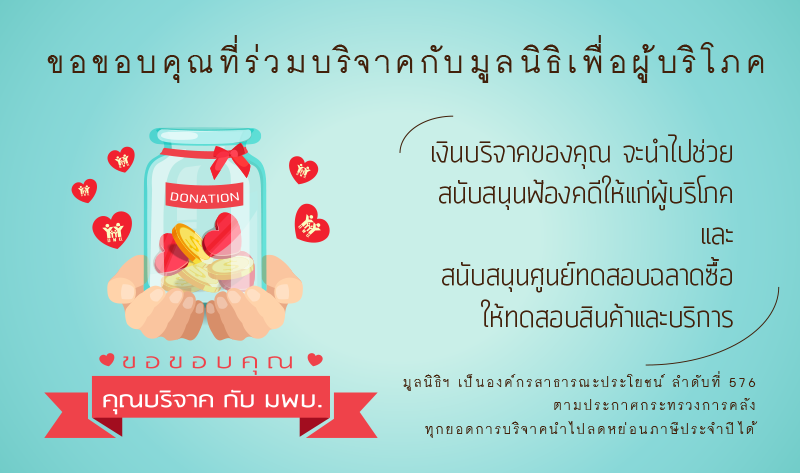 ขอขอบคุณที่ร่วมบริจาคกับมูลนิธิเพื่อผู้บริโภค
เงินบริจาคของคุณ จะนำไปช่วย
สนับสนุนฟ้องคดีให้แก่ผู้บริโภค
และ
สนับสนุนศูนย์ทดสอบฉลาดซื้อ
ให้ทดสอบสินค้าและบริการ
DONATION
ขอขอบคุณ
คุณบริจาค กับ มพบ.
มูลนิธิฯ เป็นองค์กรสาธารณะประโยชน์ ลำดับที่ 576
ตามประกาศกระทรวงการคลัง
ทุกยอดการบริจาคนำไปลดหย่อนภาษีประจำปีได้